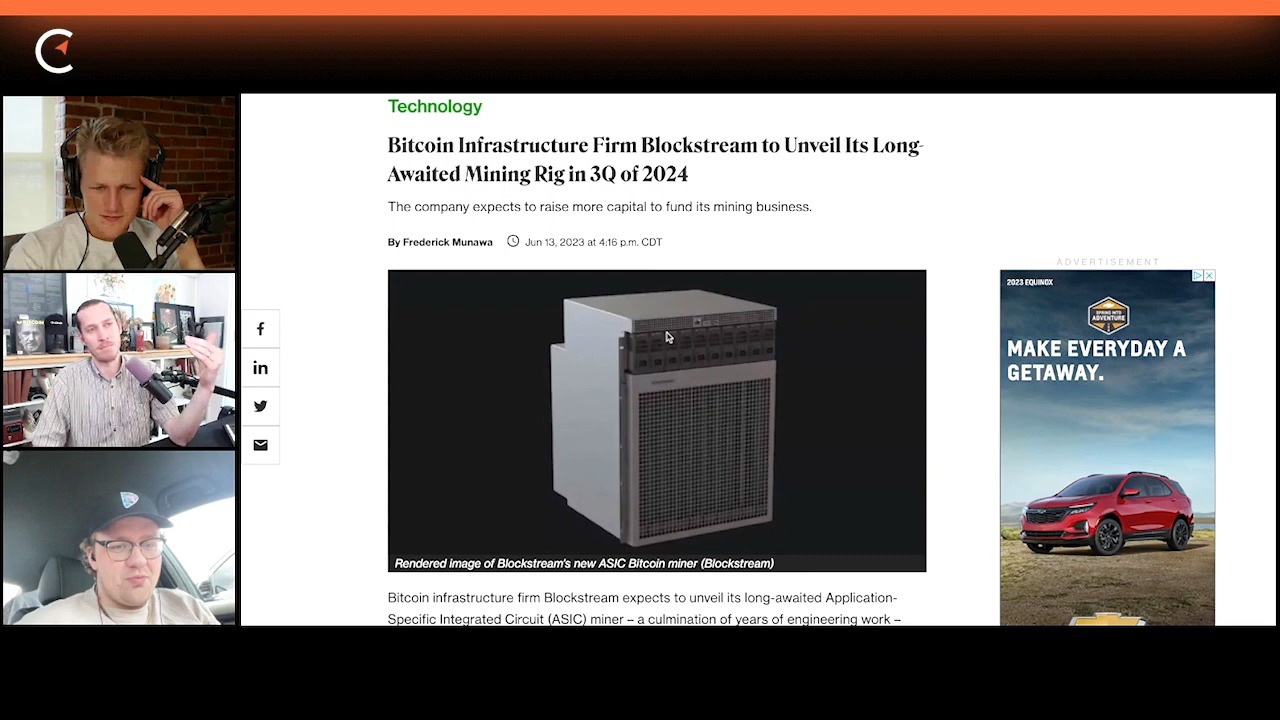 Technology
Bitcoin Infrastructure Firm Blockstream to Unveil Its Long-
Awaited Mining Rig in 3Q of 2024
The company expects to raise more capital to fund its mining business.
By Frederick Munawa Jun 13, 2023 at 4:16 p.m. CDT
Rendered image of Blockstream's new ASIC Bitcoin miner (Blockstream)
Bitcoin infrastructure firm Blockstream expects to unveil its long-awaited Application-
Specific Integrated Circuit (ASIC) miner – a culmination of years of engineering work –
ADVERTISEMENT
2023 EQUINOX
SPRING INTO
ADVENTURE
MAKE EVERYDAY A
GETAWAY.